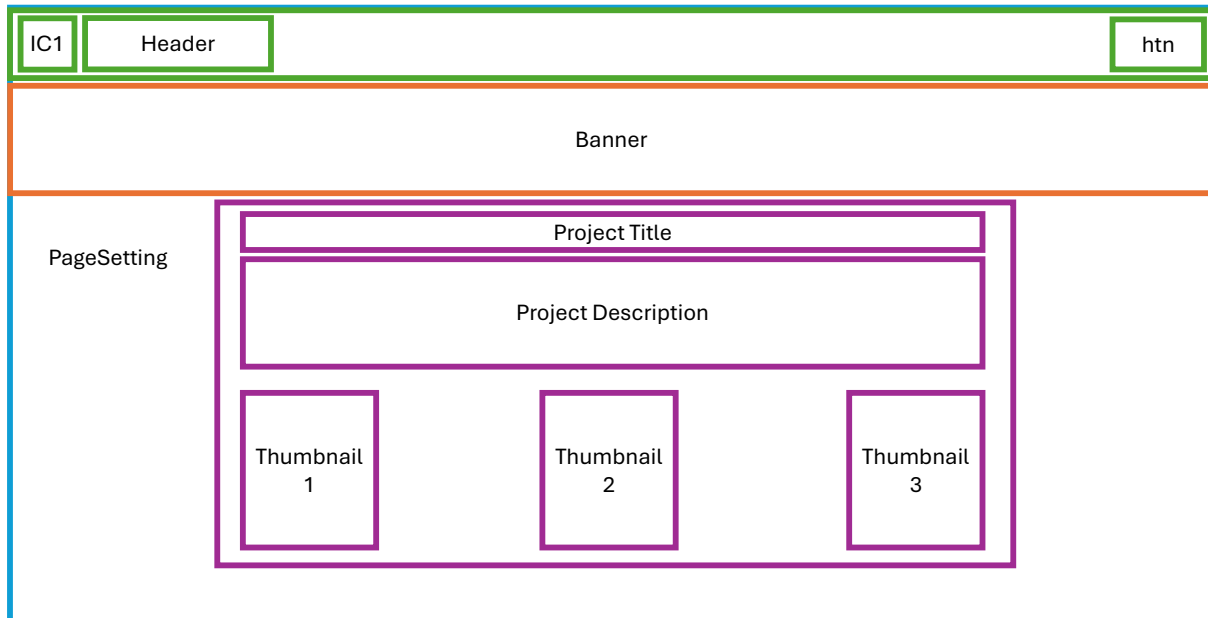 IC1
Header
htn
Banner
PageSetting
Project Title
Project Description
Thumbnail
1
Thumbnail
2
Thumbnail
3